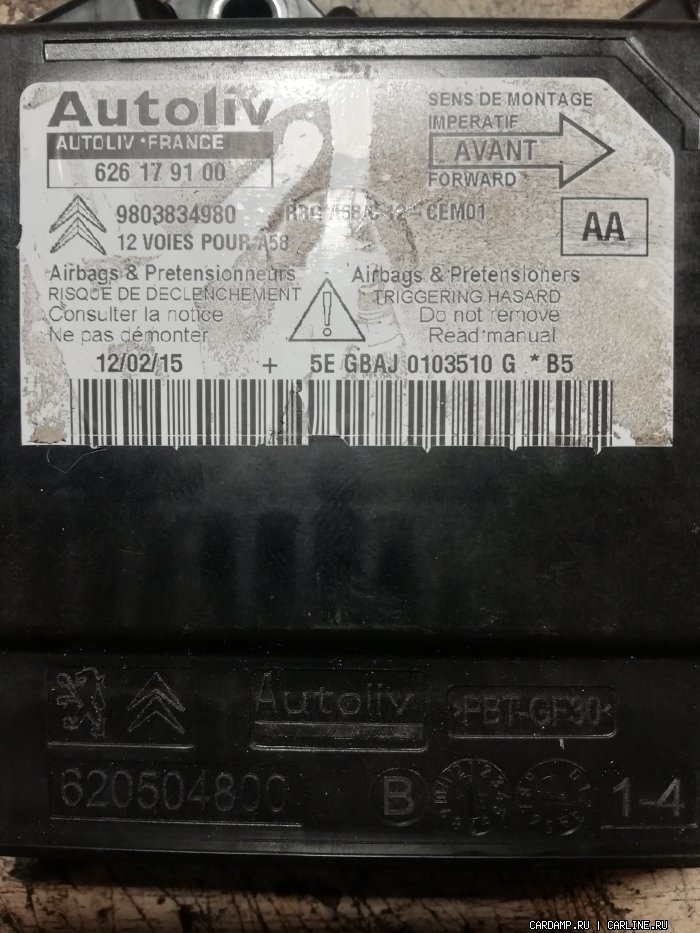 Autoliv
AUTOLIV*FRANCE
626 17 91 00
SENS DE MONTAGE
IMPERATIF
AVANT
FORWARD
9803834980
CEM01
12 VOIES POUR A58
AA
Airbags & Pretensionneurs
RISQUE DE DECLENCHEMENT
Consulter la notice
Ne pas démonter
Airbags & Pretensioners
TRIGGERING HASARD
Do not remove
Read manual
12/02/15 + 5E GBAJ 0103510 G * B5
Autoliv
>PBT-GF30<
620504800
B
1-4
CARDAMP.RU | CARLINE.RU